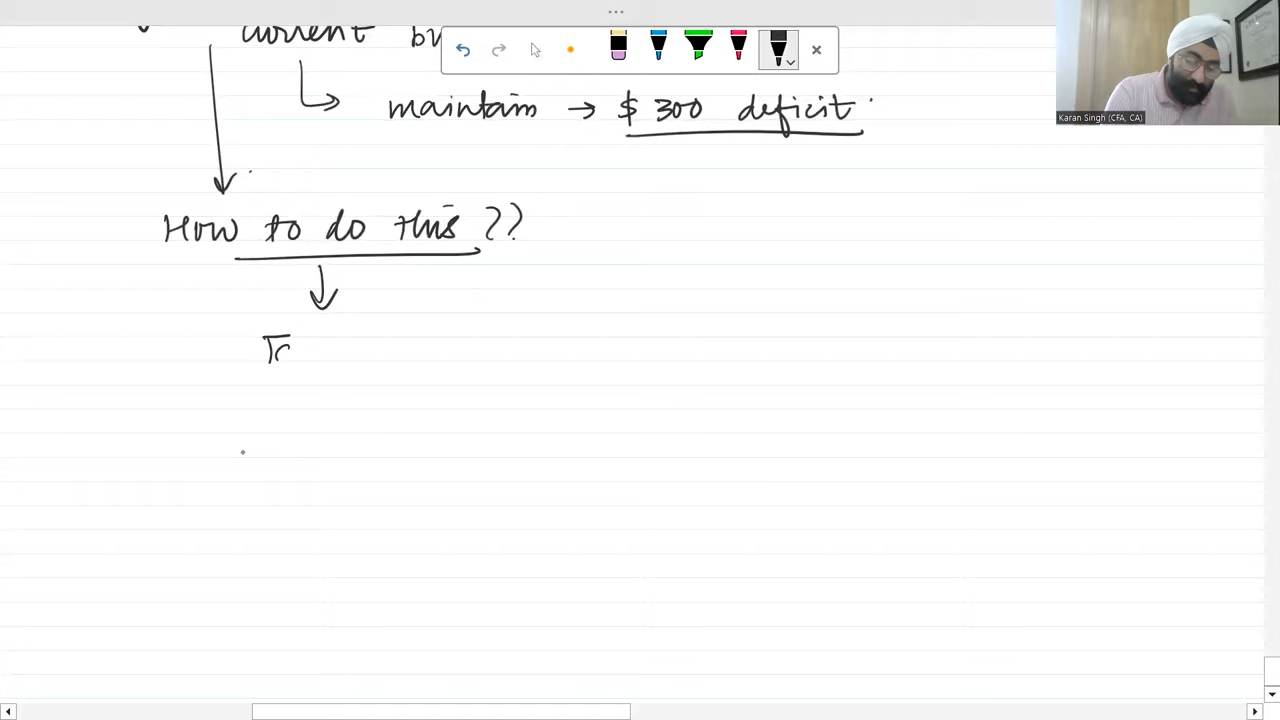 current
maintain → $ 300 deficit
How to do this ??
Karan Singh (CFA, CA)